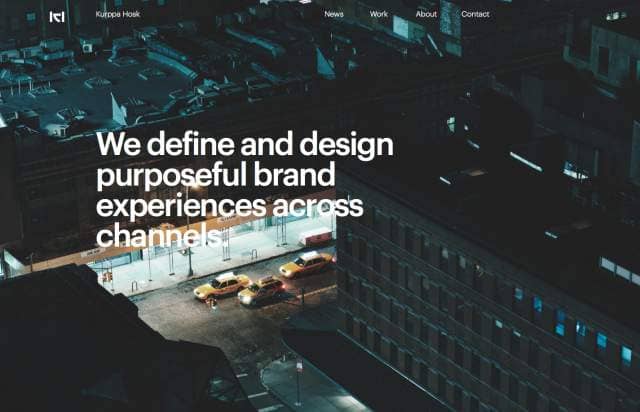 Kurppa Hosk
News
Work
About
Contact
We define and design
purposeful brand
experiences across
channels.